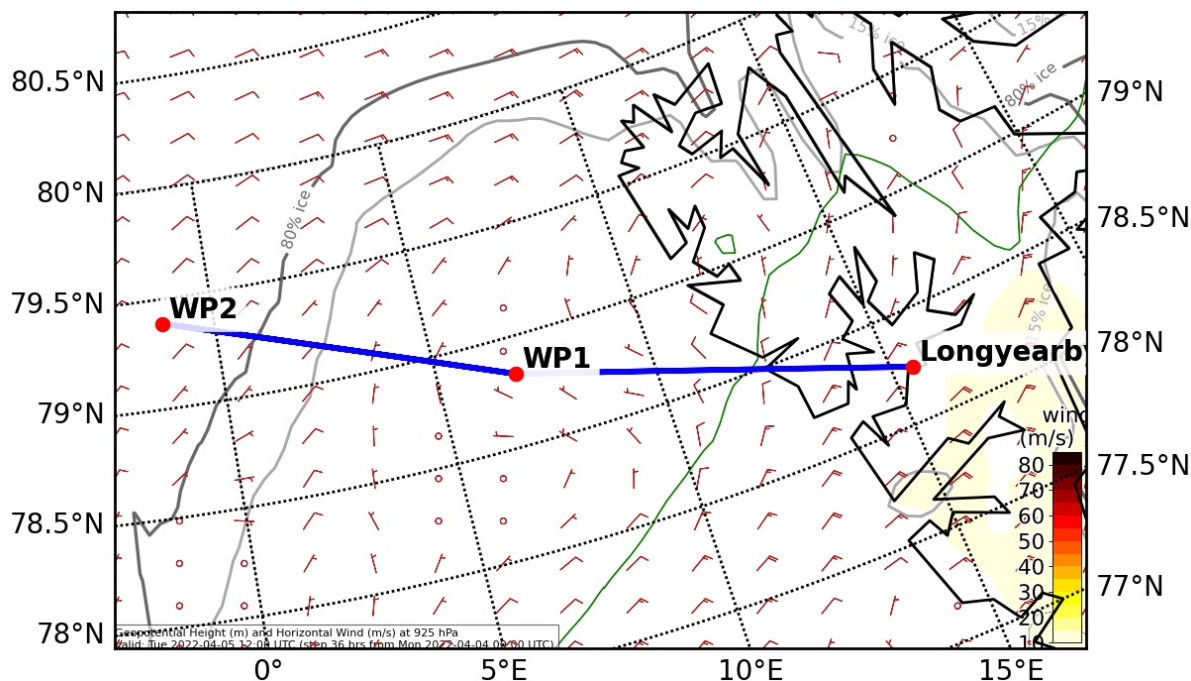 15% ice
15%
80% ice
80.5°N
79°N
80°N
80% ice
78.5°N
79.5°N
WP2
5% ice
78°N
WP1
Longyearb
79°N
wind
(m/s)
77.5°N
80
70
60
78.5°N
50
40
77°N
30
20
78°N
Geopotential Height (m) and Horizontal Wind (m/s) at 925 hPa
Valid: Tue 2022-04-05 12:00 UTC (step 36 hrs from Mon 2022-04-04 00:00 UTC)
0°
5°E
10°E
15°E